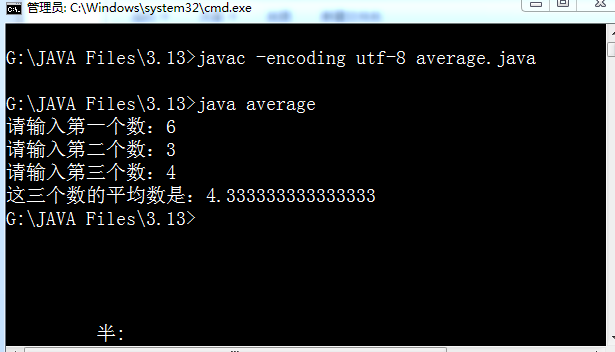 管理员: C:\Windows\system32\cmd.exe
G:\JAVA Files\3.13>javac -encoding utf-8 average.java
G:\JAVA Files\3.13>java average
请输入第一个数：6
请输入第二个数：3
请输入第三个数：4
这三个数的平均数是：4.333333333333333
G:\JAVA Files\3.13>
半: